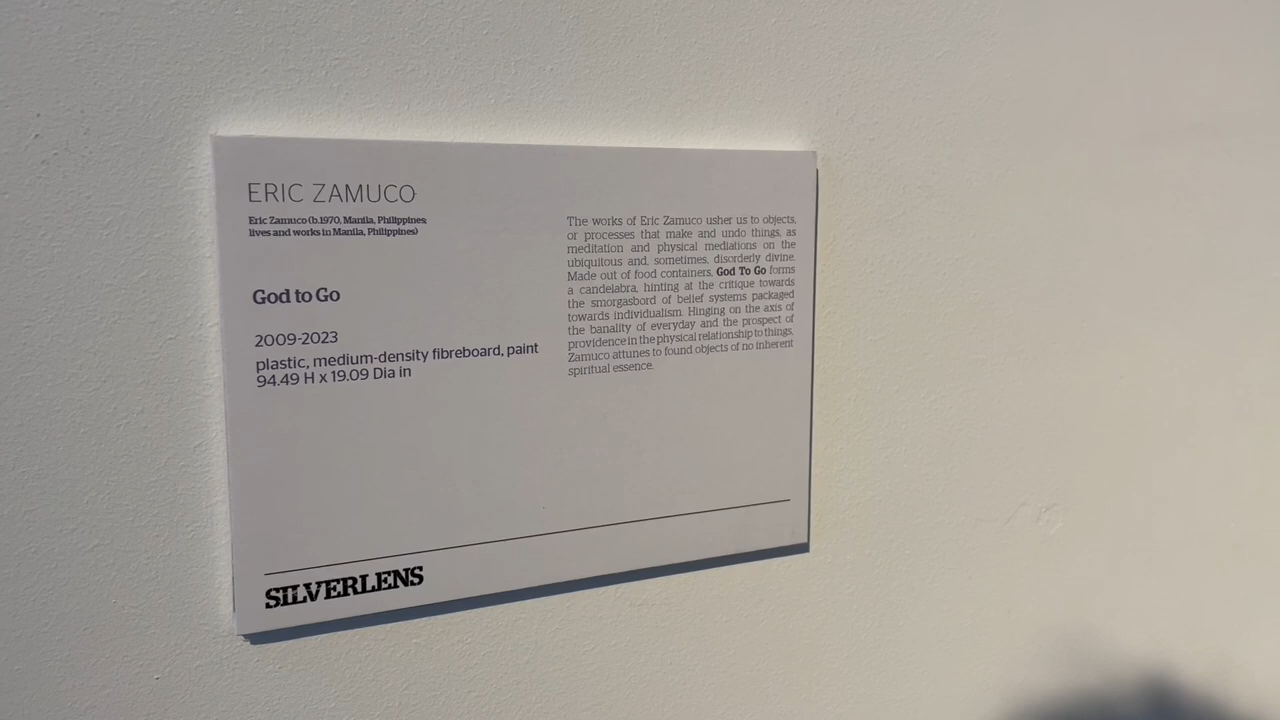 ERIC ZAMUCO
Eric Zamuco (b.1970, Manila, Philippines;
lives and works in Manila, Philippines)
God to Go
2009-2023
plastic, medium-density fibreboard, paint
94.49 H x 19.09 Dia in
The works of Eric Zamuco usher us to objects,
or processes that make and undo things, as
meditation and physical mediations on the
ubiquitous and, sometimes, disorderly divine.
Made out of food containers, God To Go forms
a candelabra, hinting at the critique towards
the smorgasbord of belief systems packaged
towards individualism. Hinging on the axis of
the banality of everyday and the prospect of
providence in the physical relationship to things,
Zamuco attunes to found objects of no inherent
spiritual essence.
SILVERLENS